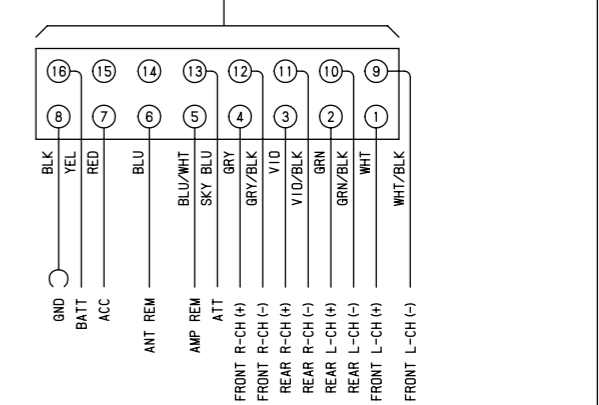 16 15 14 13 12 11 10 9
8 7 6 5 4 3 2 1
BLK
YEL
RED
BLU
BLU/WHT
SKY BLU
GRY
GRY/BLK
VIO
VIO/BLK
GRN
GRN/BLK
WHT
WHT/BLK
GND
BATT
ACC
ANT REM
AMP REM
ATT
FRONT R-CH (+)
FRONT R-CH (-)
REAR R-CH (+)
REAR R-CH (-)
REAR L-CH (+)
REAR L-CH (-)
FRONT L-CH (+)
FRONT L-CH (-)